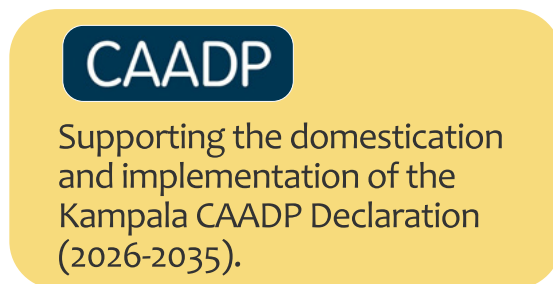 CAADP
Supporting the domestication
and implementation of the
Kampala CAADP Declaration
(2026-2035).